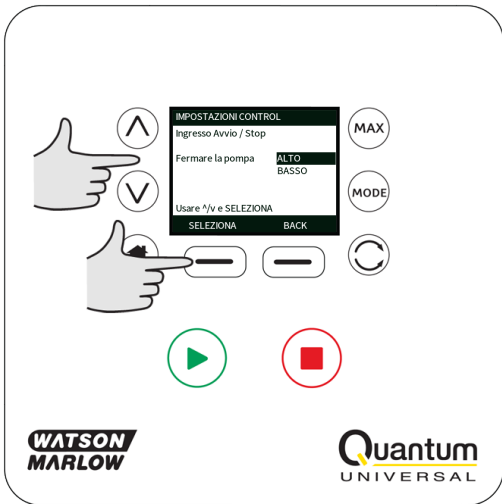 IMPOSTAZIONI CONTROL
Ingresso Avvio / Stop
Fermare la pompa ALTO
BASSO
Usare ^/v e SELEZIONA
SELEZIONA BACK
MAX
MODE
WATSON
MARLOW
Quantum
UNIVERSAL